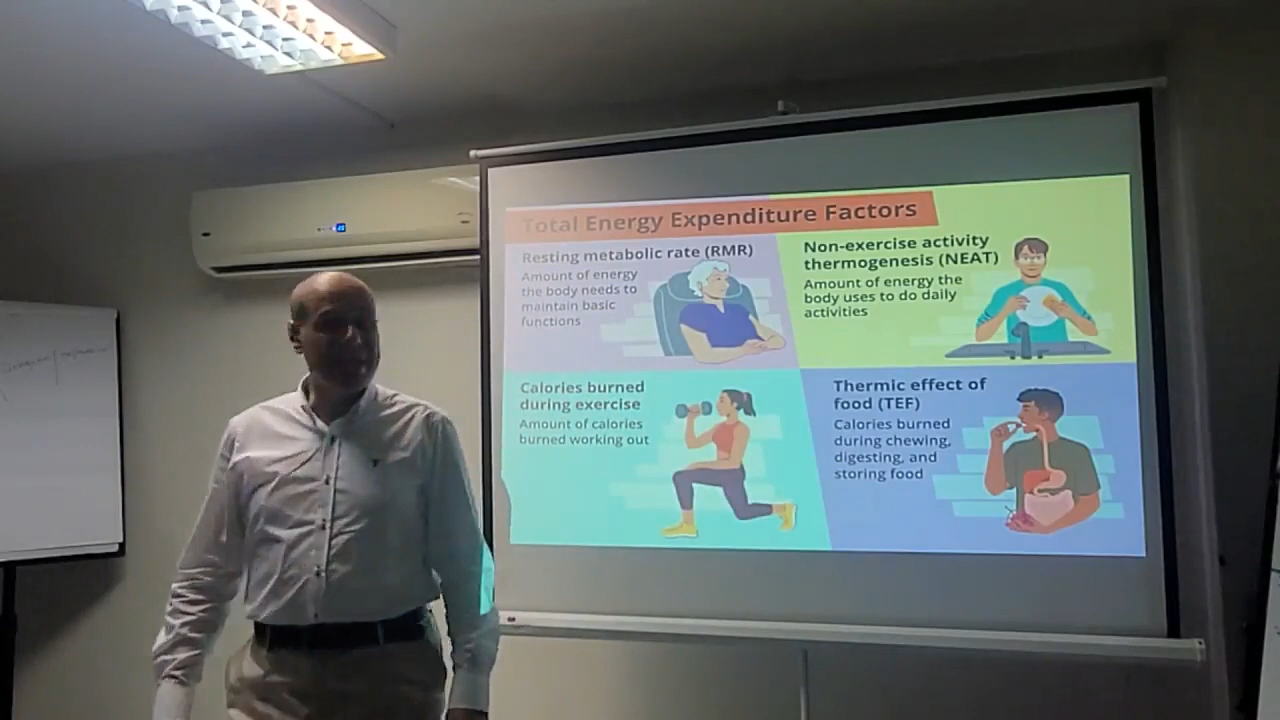 Total Energy Expenditure Factors
Resting metabolic rate (RMR)
Amount of energy
the body needs to
maintain basic
functions
Non-exercise activity
thermogenesis (NEAT)
Amount of energy the
body uses to do daily
activities
Calories burned
during exercise
Amount of calories
burned working out
Thermic effect of
food (TEF)
Calories burned
during chewing,
digesting, and
storing food